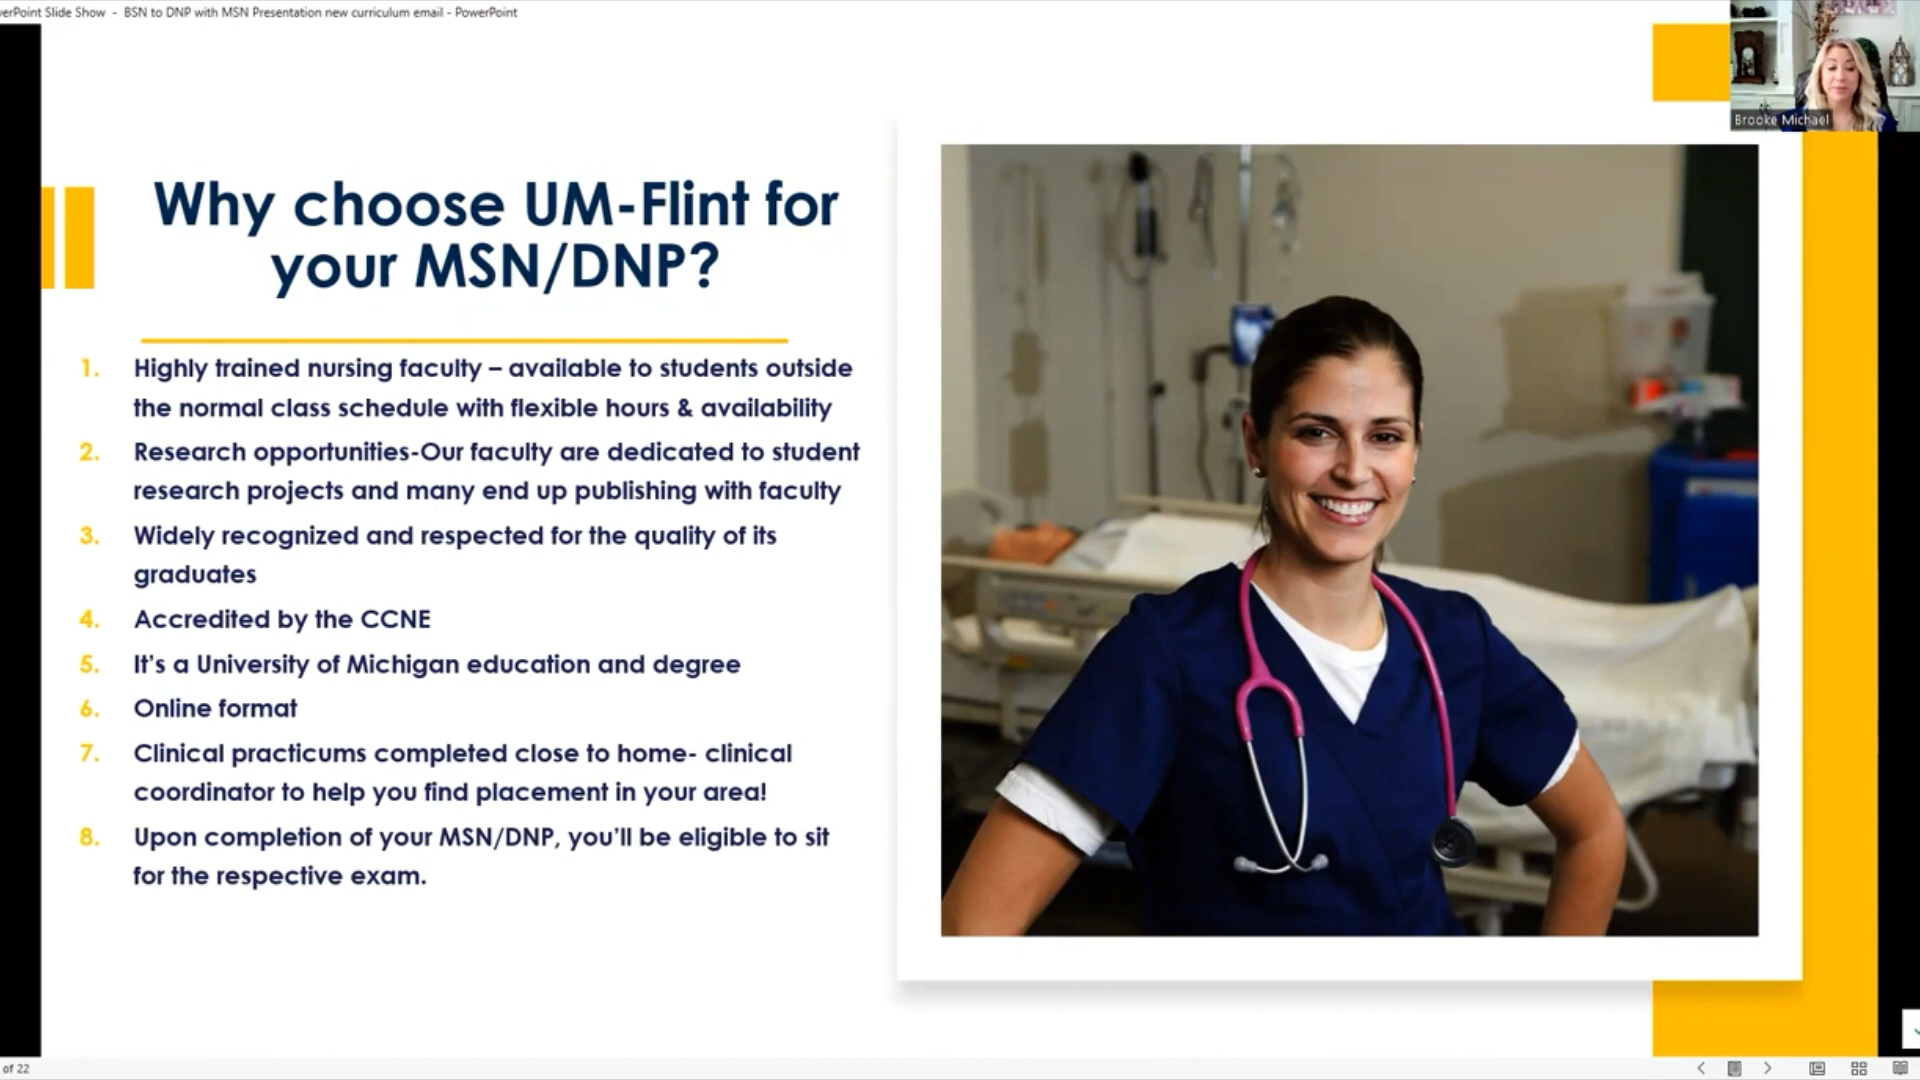 erPoint Slide Show - BSN to DNP with MSN Presentation new curriculum email - PowerPoint
Brooke Michael
Why choose UM-Flint for
your MSN/DNP?
1. Highly trained nursing faculty – available to students outside
the normal class schedule with flexible hours & availability
2. Research opportunities-Our faculty are dedicated to student
research projects and many end up publishing with faculty
3. Widely recognized and respected for the quality of its
graduates
4. Accredited by the CCNE
5. It's a University of Michigan education and degree
6. Online format
7. Clinical practicums completed close to home- clinical
coordinator to help you find placement in your area!
8. Upon completion of your MSN/DNP, you'll be eligible to sit
for the respective exam.
of 22